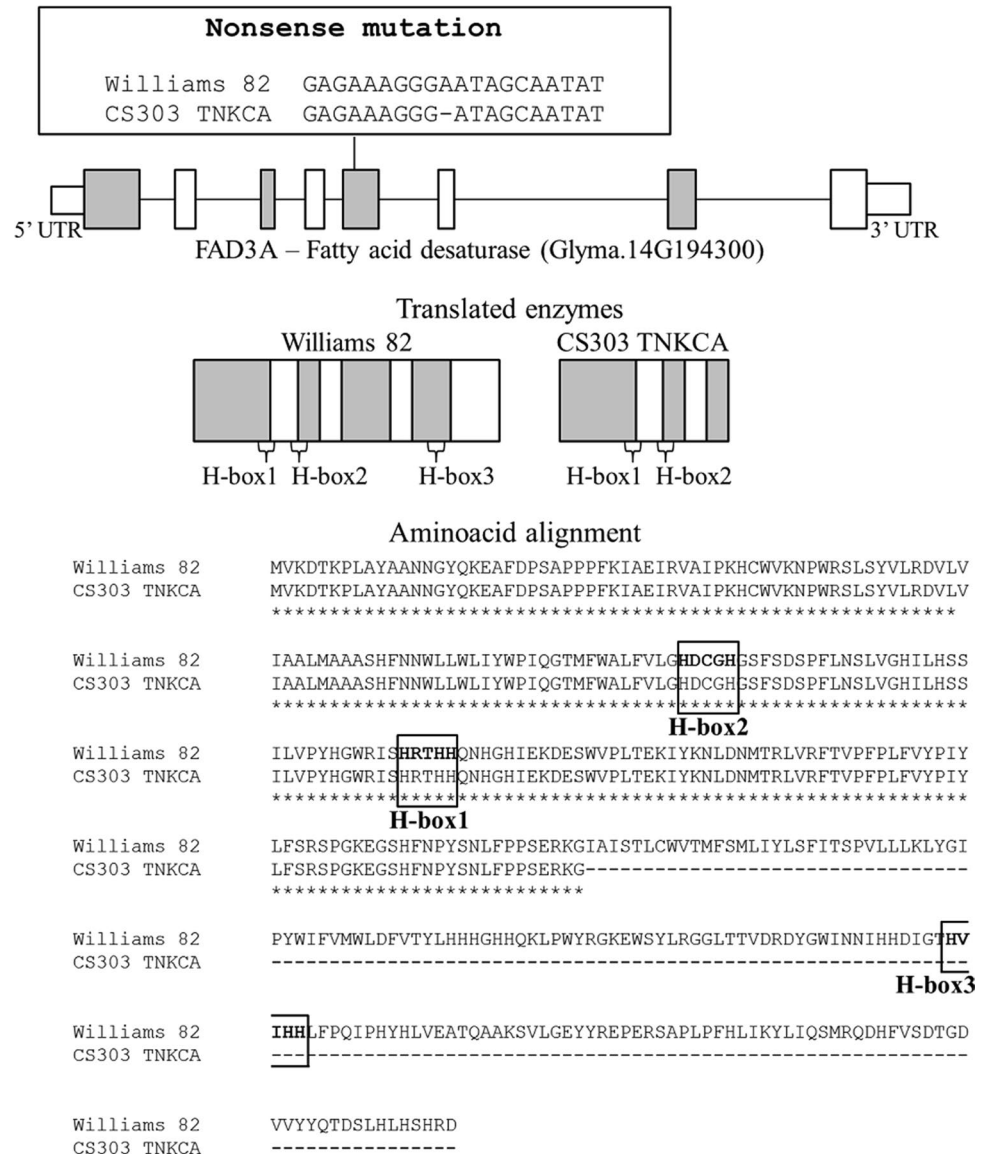 Nonsense mutation
Williams 82 GAGAAAGGGAATAGCAATAT
CS303 TNKCA GAGAAAGGG-ATAGCAATAT
5' UTR
3' UTR
FAD3A – Fatty acid desaturase (Glyma.14G194300)
Translated enzymes
Williams 82 CS303 TNKCA
H-box1 H-box2 H-box3 H-box1 H-box2
Aminoacid alignment
Williams 82 MVKDTKPLAYAANNGYQKEAFDPSAPPPFKIAEIRVAIPKHCWVKNPWRSLSYVLRDVLV
CS303 TNKCA MVKDTKPLAYAANNGYQKEAFDPSAPPPFKIAEIRVAIPKHCWVKNPWRSLSYVLRDVLV
***********************************************************
Williams 82 IAALMAAASHFNNWLLWLIYWPIQGTMFWALFVLGHDCGHGSFSDSPFLNSLVGHILHSS
CS303 TNKCA IAALMAAASHFNNWLLWLIYWPIQGTMFWALFVLGHDCGHGSFSDSPFLNSLVGHILHSS
************************************************************
H-box2
Williams 82 ILVPYHGWRISHRTHHQNHGHIEKDESWVPLTEKIYKNLDNMTRLVRFTVPFPLFVYPIY
CS303 TNKCA ILVPYHGWRISHRTHHQNHGHIEKDESWVPLTEKIYKNLDNMTRLVRFTVPFPLFVYPIY
************************************************************
H-box1
Williams 82 LFSRSPGKEGSHFNPYSNLFPPSERKGIAISTLCWVTMFSMLIYLSFITSPVLLLKLYGI
CS303 TNKCA LFSRSPGKEGSHFNPYSNLFPPSERKG---------------------------------
***************************
Williams 82 PYWIFVMWLDFVTYLHHHGHHQKLPWYRGKEWSYLRGGLTTVDRDYGWINNIHHDIGTHV
CS303 TNKCA ------------------------------------------------------------
H-box3
Williams 82 IHHLFPQIPHYHLVEATQAAKSVLGEYYREPERSAPLPFHLIKYLIQSMRQDHFVSDTGD
CS303 TNKCA ------------------------------------------------------------
Williams 82 VVYYQTDSLHLHSHRD
CS303 TNKCA ----------------